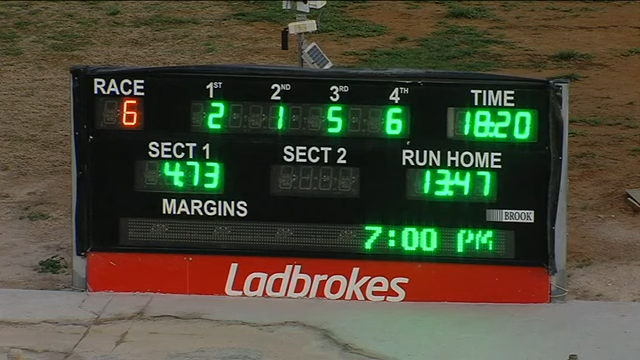 RACE 1ST 2ND 3RD 4TH TIME
6 2 1 5 6 18:20
SECT 1 SECT 2 RUN HOME
4.73 13:47
MARGINS
BROOK
7:00 PM
Ladbrokes